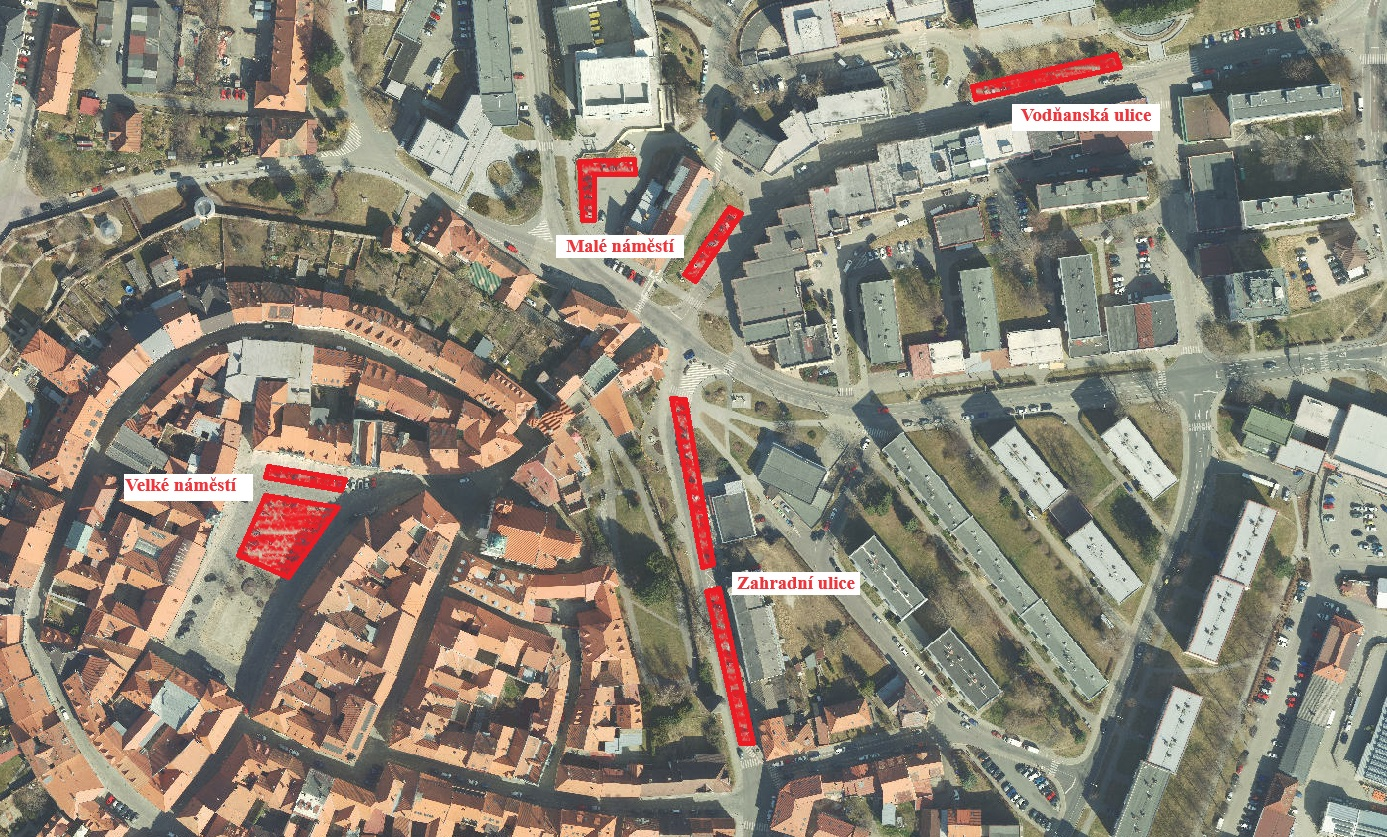 Vodňanská ulice
Malé náměstí
Velké náměstí
Zahradní ulice